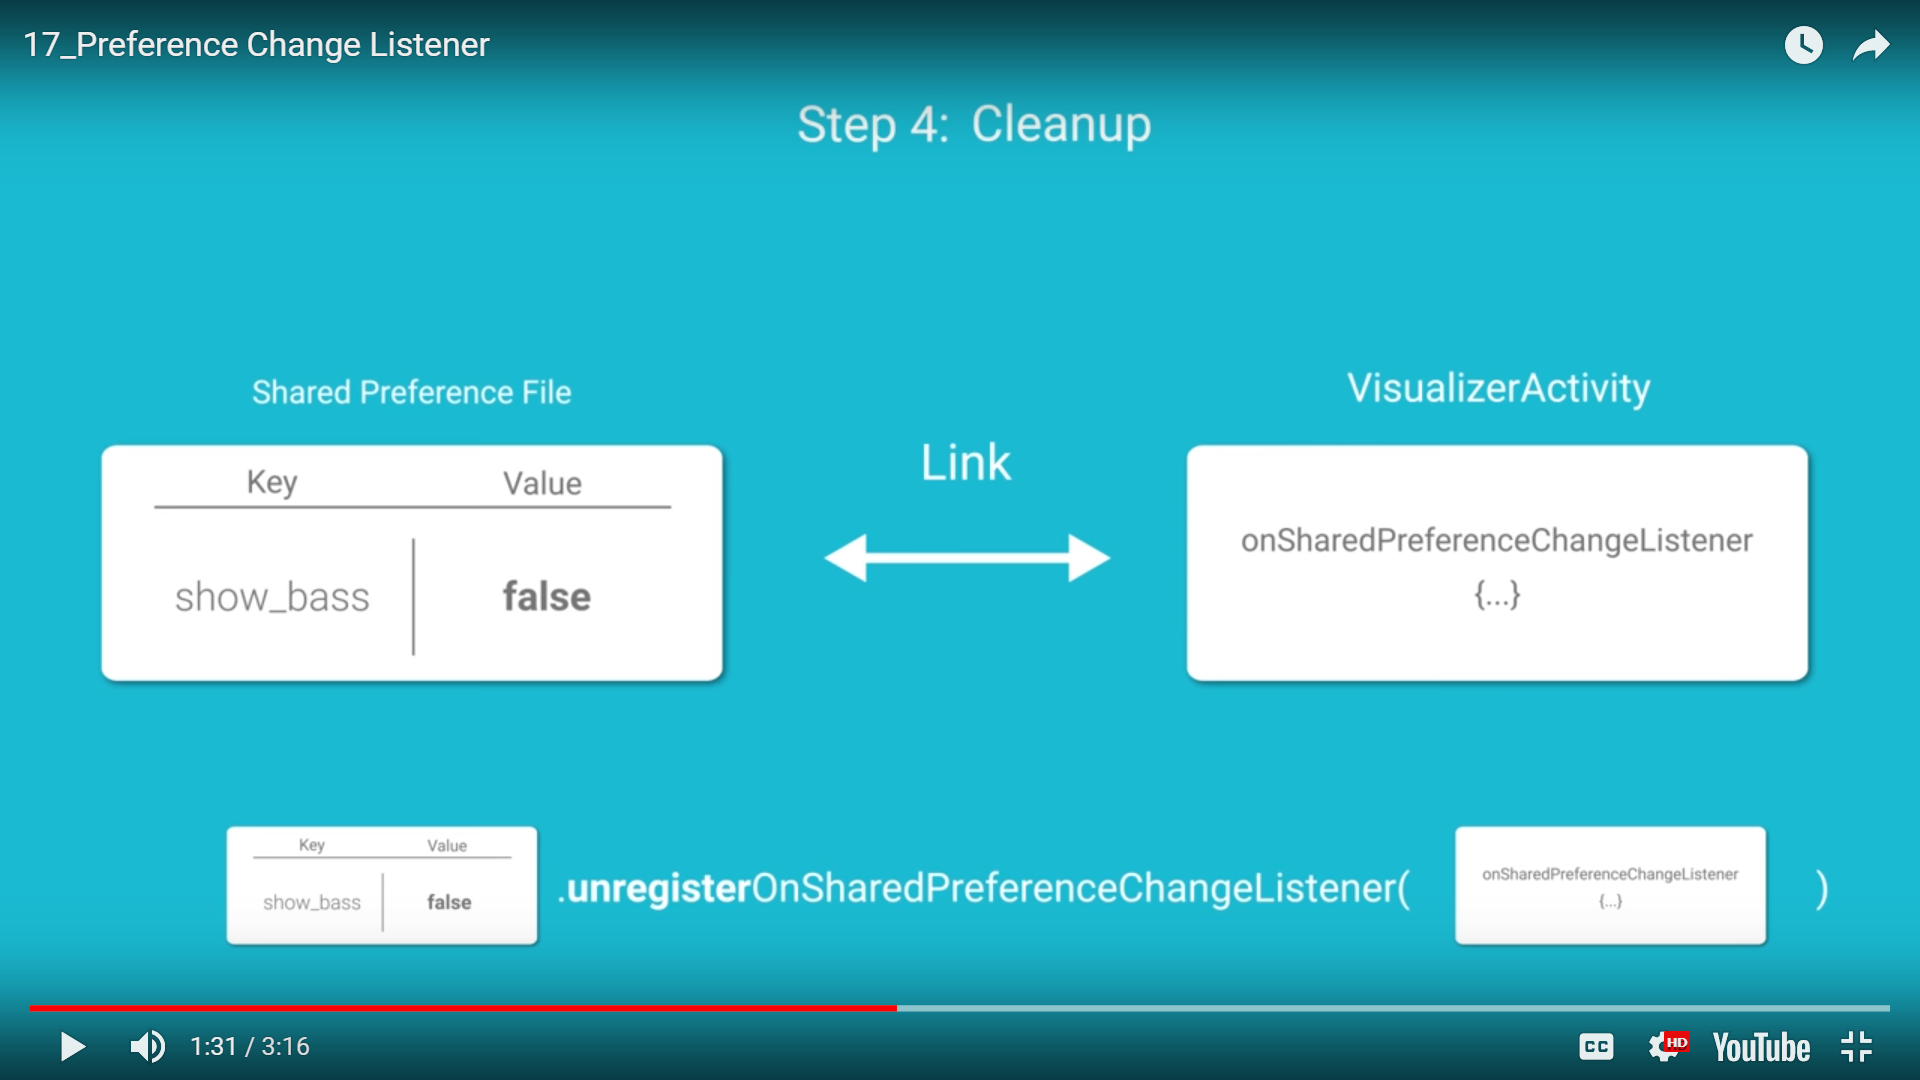 17_Preference Change Listener
Step 4: Cleanup
Shared Preference File
VisualizerActivity
Key Value
show_bass false
Link
onSharedPreferenceChangeListener
{...}
Key Value
show_bass false
.unregisterOnSharedPreferenceChangeListener(
onSharedPreferenceChangeListener
{...}
)
1:31 / 3:16
CC
HD
YouTube